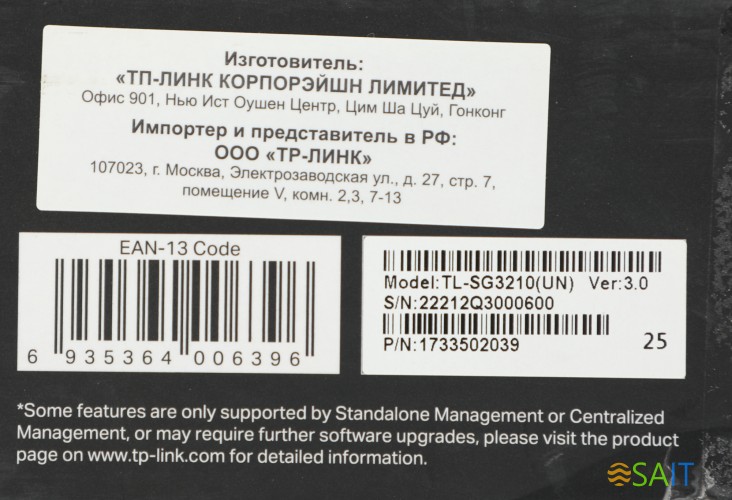 Изготовитель:
«ТП-ЛИНК КОРПОРЭЙШН ЛИМИТЕД»
Офис 901, Нью Ист Оушен Центр, Цим Ша Цуй, Гонконг
Импортер и представитель в РФ:
ООО «ТР-ЛИНК»
107023, г. Москва, Электрозаводская ул., д. 27, стр. 7,
помещение V, комн. 2,3, 7-13
EAN-13 Code
6 935364 006396
Model:TL-SG3210(UN) Ver:3.0
S/N:22212Q3000600
P/N:1733502039
25
*Some features are only supported by Standalone Management or Centralized
Management, or may require further software upgrades, please visit the product
page on www.tp-link.com for detailed information.
SAIT